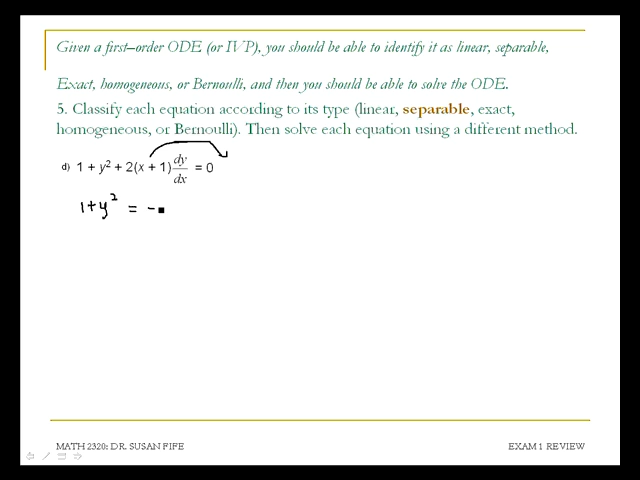 Given a first–order ODE (or IVP), you should be able to identify it as linear, separable,
Exact, homogeneous, or Bernoulli, and then you should be able to solve the ODE.
5. Classify each equation according to its type (linear, separable, exact,
homogeneous, or Bernoulli). Then solve each equation using a different method.
d) 1 + y² + 2(x + 1) dy/dx = 0
1 + y² = -
MATH 2320: DR. SUSAN FIFE EXAM 1 REVIEW